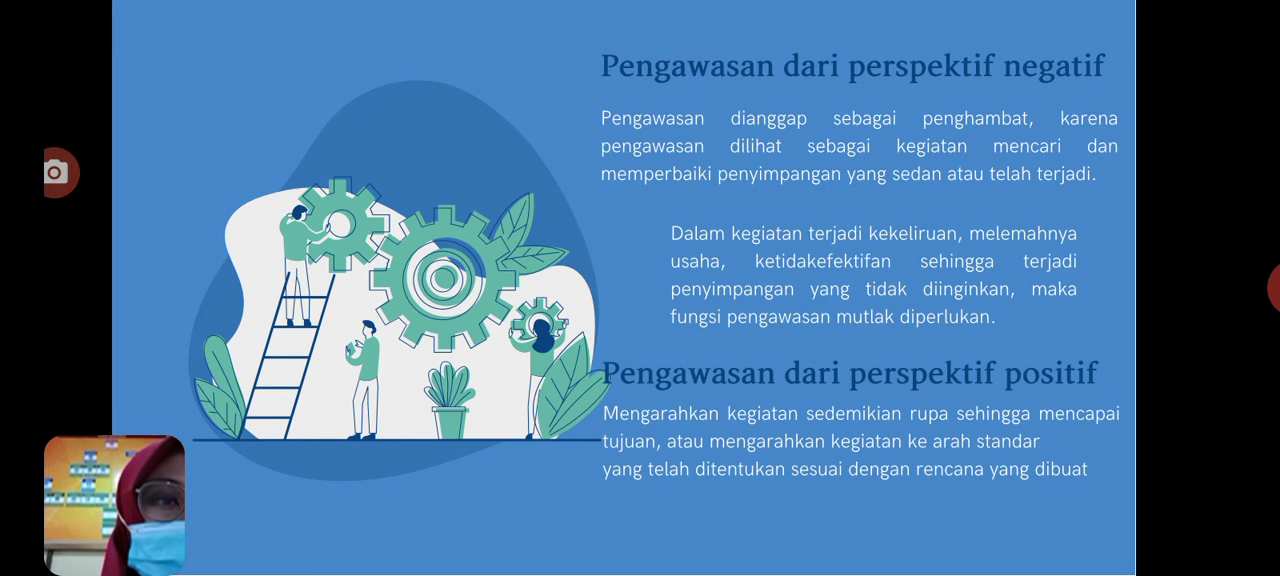 Pengawasan dari perspektif negatif
Pengawasan dianggap sebagai penghambat, karena
pengawasan dilihat sebagai kegiatan mencari dan
memperbaiki penyimpangan yang sedan atau telah terjadi.
Dalam kegiatan terjadi kekeliruan, melemahnya
usaha, ketidakefektifan sehingga terjadi
penyimpangan yang tidak diinginkan, maka
fungsi pengawasan mutlak diperlukan.
Pengawasan dari perspektif positif
Mengarahkan kegiatan sedemikian rupa sehingga mencapai
tujuan, atau mengarahkan kegiatan ke arah standar
yang telah ditentukan sesuai dengan rencana yang dibuat